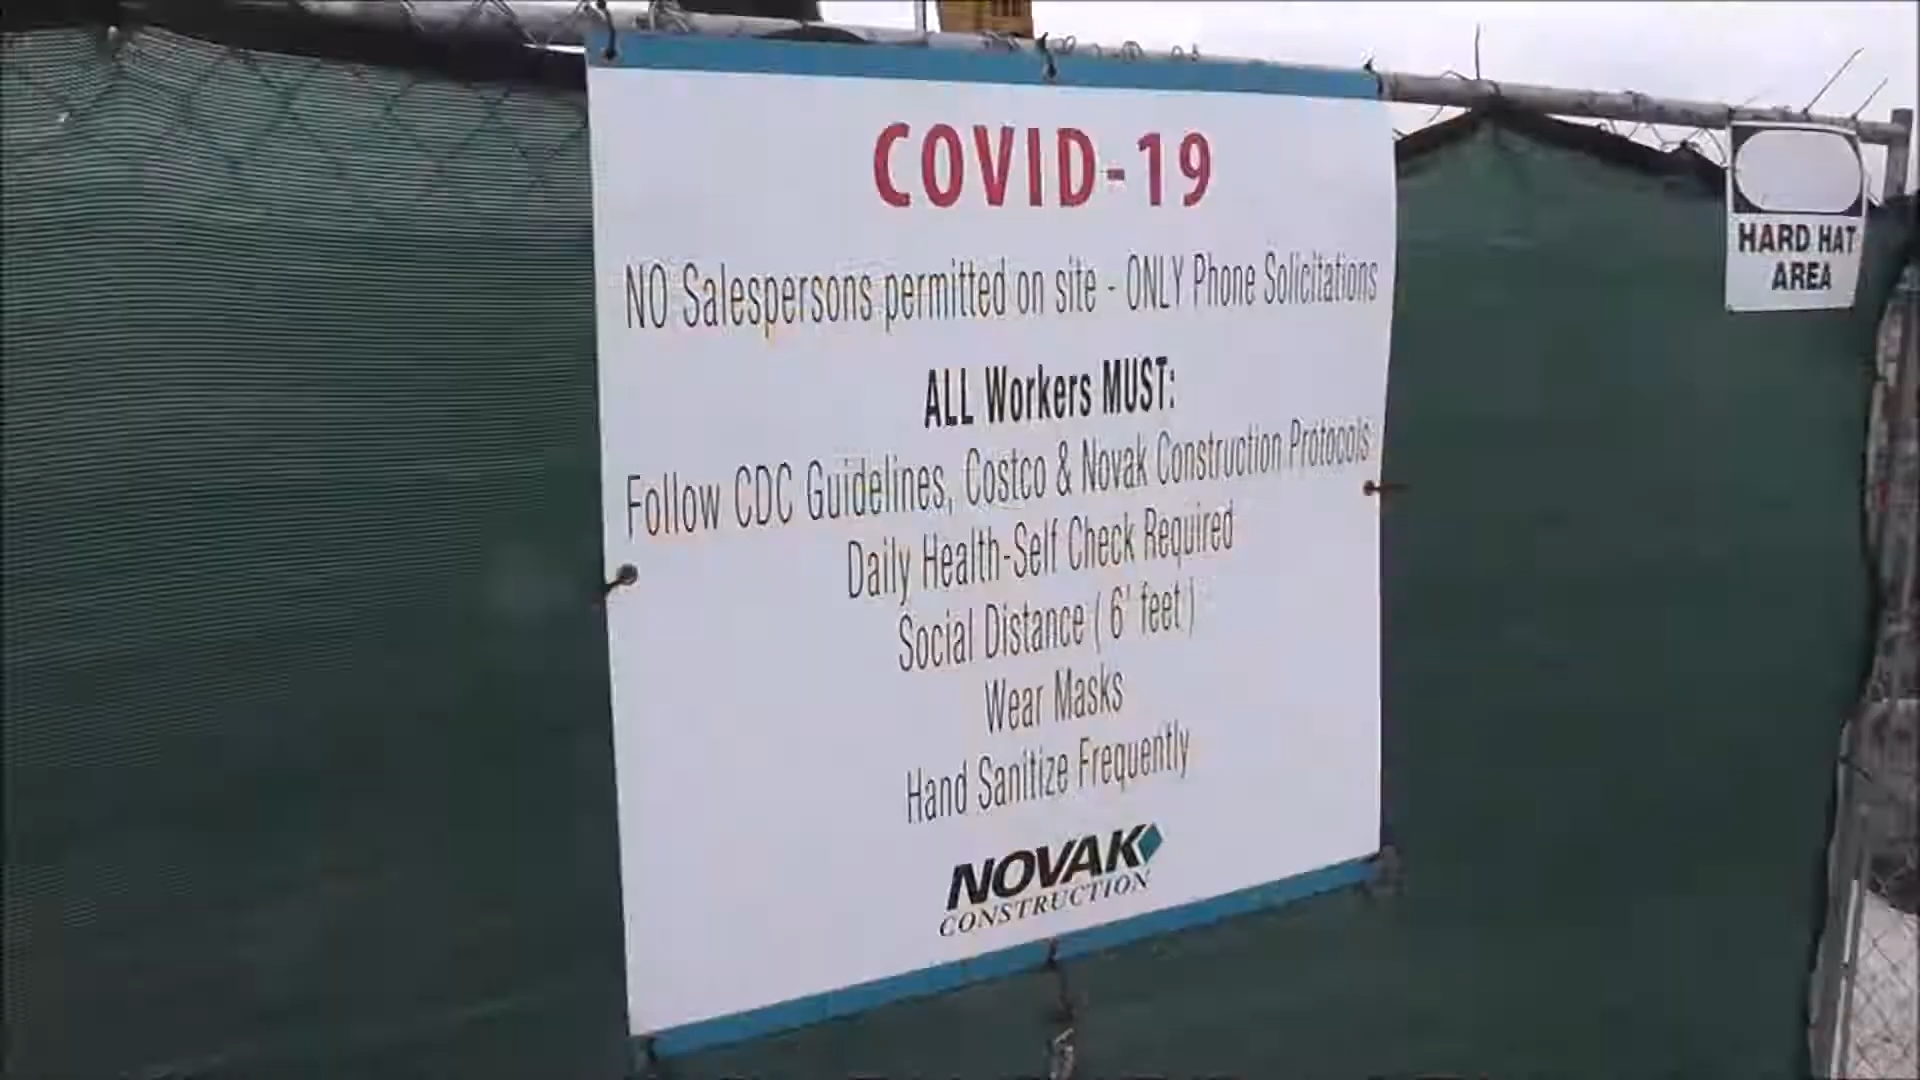 COVID-19
NO Salespersons permitted on site - ONLY Phone Solicitations
ALL Workers MUST:
Follow CDC Guidelines, Costco & Novak Construction Protocols
Daily Health-Self Check Required
Social Distance ( 6' feet )
Wear Masks
Hand Sanitize Frequently
NOVAK
CONSTRUCTION
HARD HAT
AREA